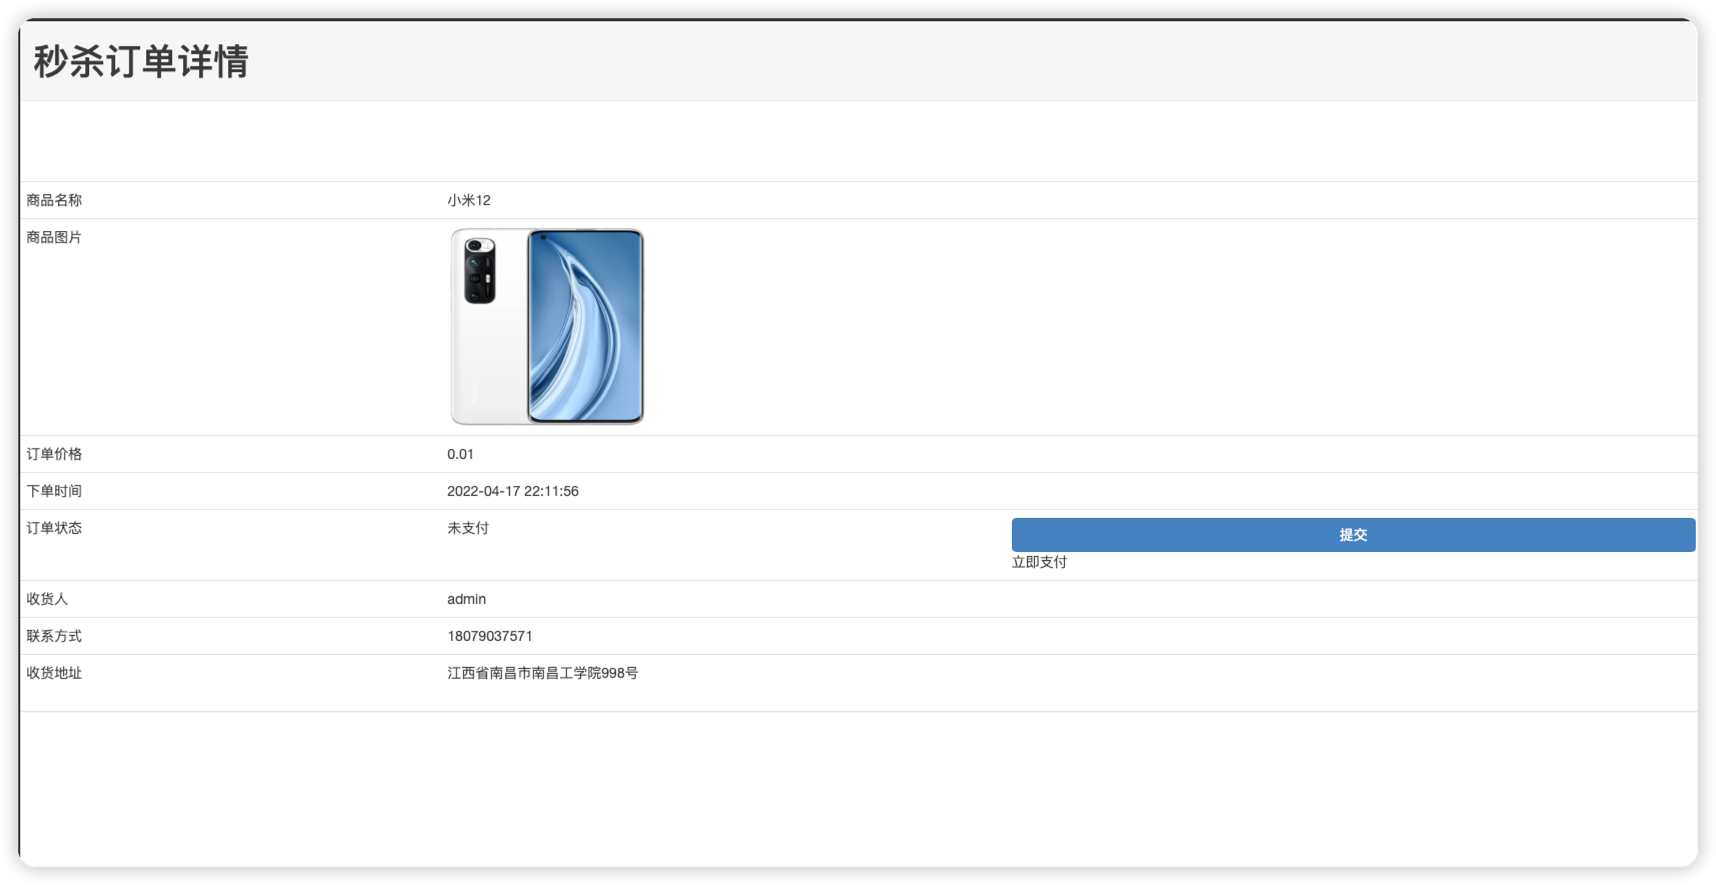 秒杀订单详情
商品名称 小米12
商品图片
订单价格 0.01
下单时间 2022-04-17 22:11:56
订单状态 未支付 提交
立即支付
收货人 admin
联系方式 18079037571
收货地址 江西省南昌市南昌工学院998号